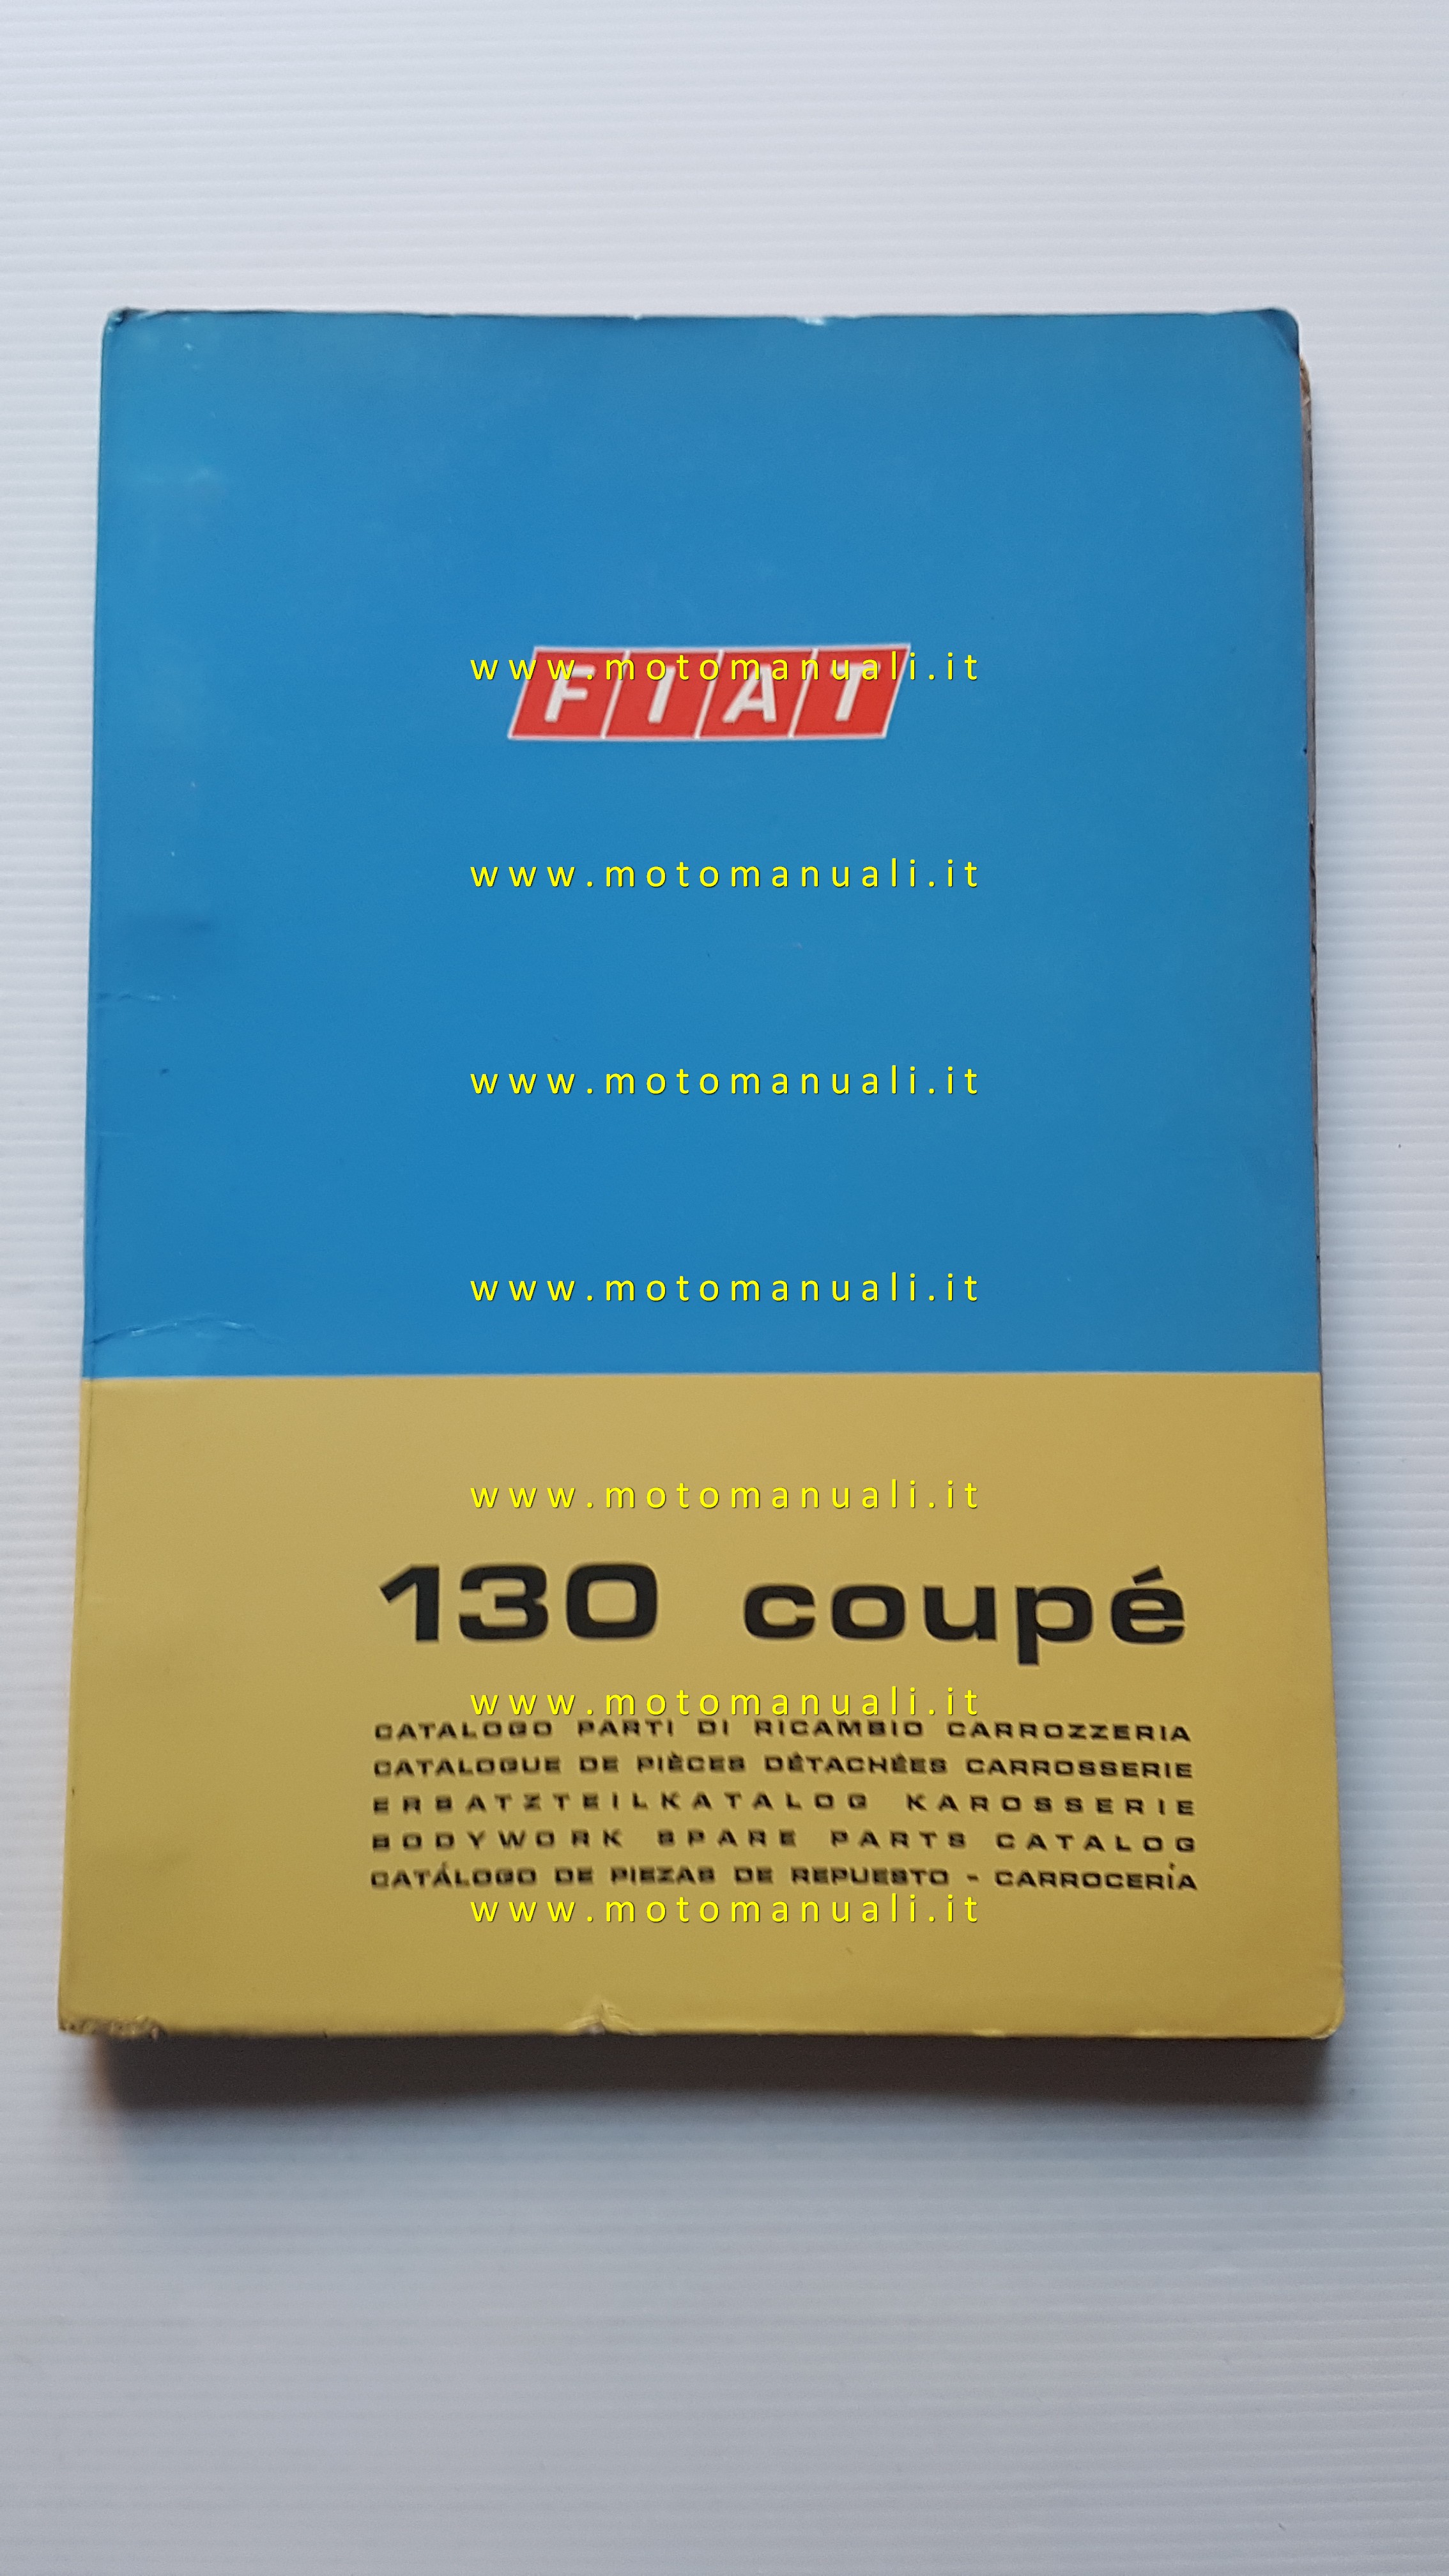 www.motomanuali.it
FIAT
www.motomanuali.it
www.motomanuali.it
www.motomanuali.it
www.motomanuali.it
130 coupé
www.motomanuali.it
CATALOGO PARTI DI RICAMBIO CARROZZERIA
CATALOGUE DE PIÈCES DÉTACHÉES CARROSSERIE
ERSATZTEILKATALOG KAROSSERIE
BODYWORK SPARE PARTS CATALOG
CATÁLOGO DE PIEZAS DE REPUESTO - CARROCERÍA
www.motomanuali.it